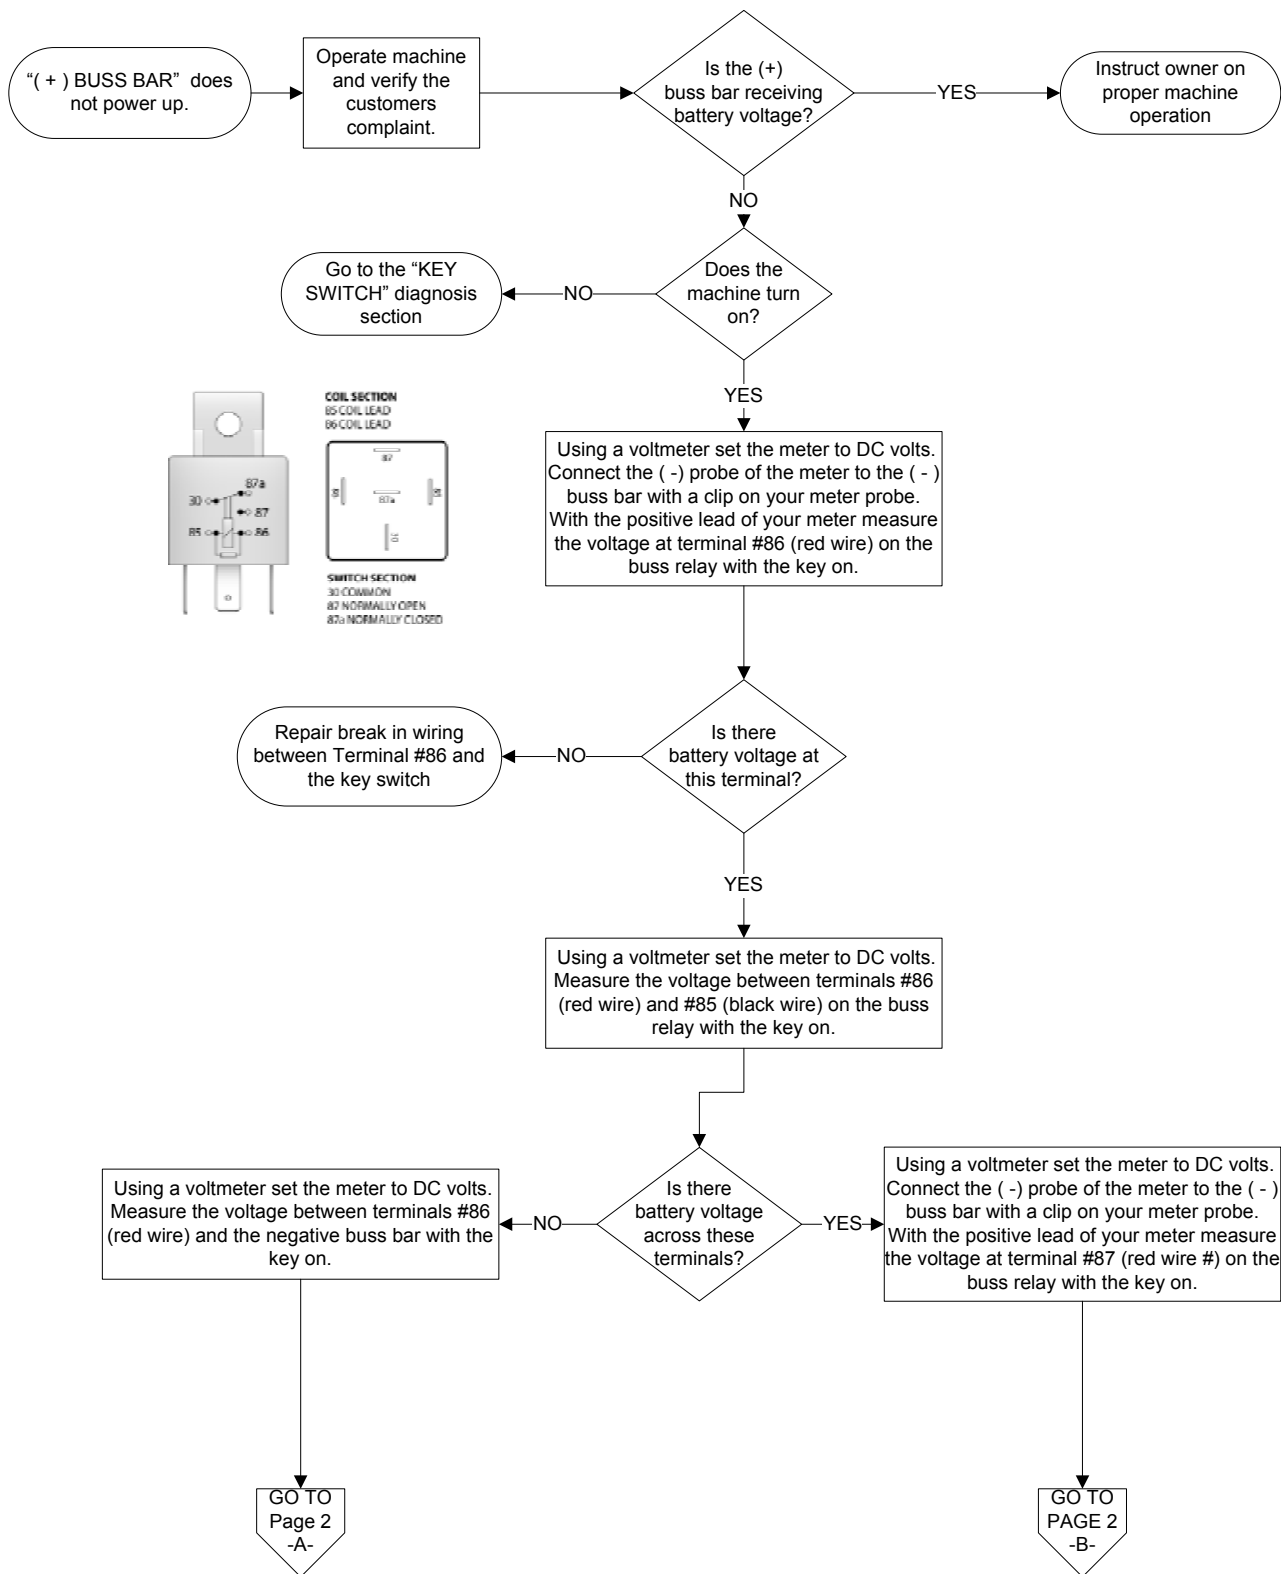 “( + ) BUSS BAR” does
not power up.
Operate machine
and verify the
customers
complaint.
Is the (+)
buss bar receiving
battery voltage?
YES
Instruct owner on
proper machine
operation
NO
Does the
machine turn
on?
NO
Go to the “KEY
SWITCH” diagnosis
section
YES
COIL SECTION
85 COIL LEAD
86 COIL LEAD
87a
30
87
85
86
87
87a
30
SWITCH SECTION
30 COMMON
87 NORMALLY OPEN
87a NORMALLY CLOSED
Using a voltmeter set the meter to DC volts.
Connect the ( -) probe of the meter to the ( - )
buss bar with a clip on your meter probe.
With the positive lead of your meter measure
the voltage at terminal #86 (red wire) on the
buss relay with the key on.
Is there
battery voltage at
this terminal?
NO
Repair break in wiring
between Terminal #86 and
the key switch
YES
Using a voltmeter set the meter to DC volts.
Measure the voltage between terminals #86
(red wire) and #85 (black wire) on the buss
relay with the key on.
Is there
battery voltage
across these
terminals?
NO
Using a voltmeter set the meter to DC volts.
Measure the voltage between terminals #86
(red wire) and the negative buss bar with the
key on.
YES
Using a voltmeter set the meter to DC volts.
Connect the ( -) probe of the meter to the ( - )
buss bar with a clip on your meter probe.
With the positive lead of your meter measure
the voltage at terminal #87 (red wire #) on the
buss relay with the key on.
GO TO
Page 2
-A-
GO TO
PAGE 2
-B-